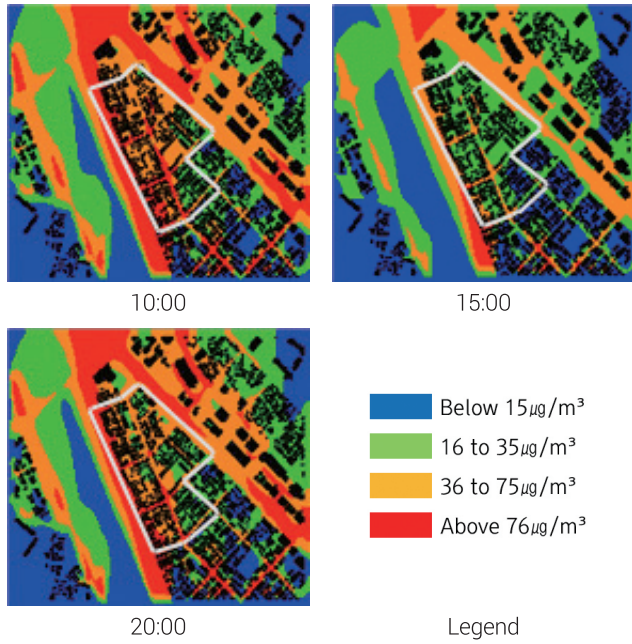 10:00
15:00
Below 15㎍/m³
16 to 35㎍/m³
36 to 75㎍/m³
Above 76㎍/m³
20:00
Legend